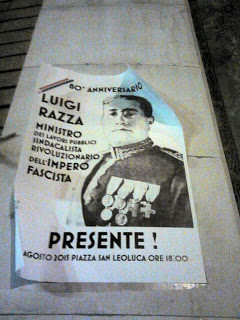 80° ANNIVERSARIO
LUIGI
RAZZA
MINISTRO
DEI LAVORI PUBBLICI
SINDACALISTA
RIVOLUZIONARIO
DELL'IMPERO
FASCISTA
PRESENTE !
AGOSTO 2015 PIAZZA SAN LEOLUCA ORE 18.00